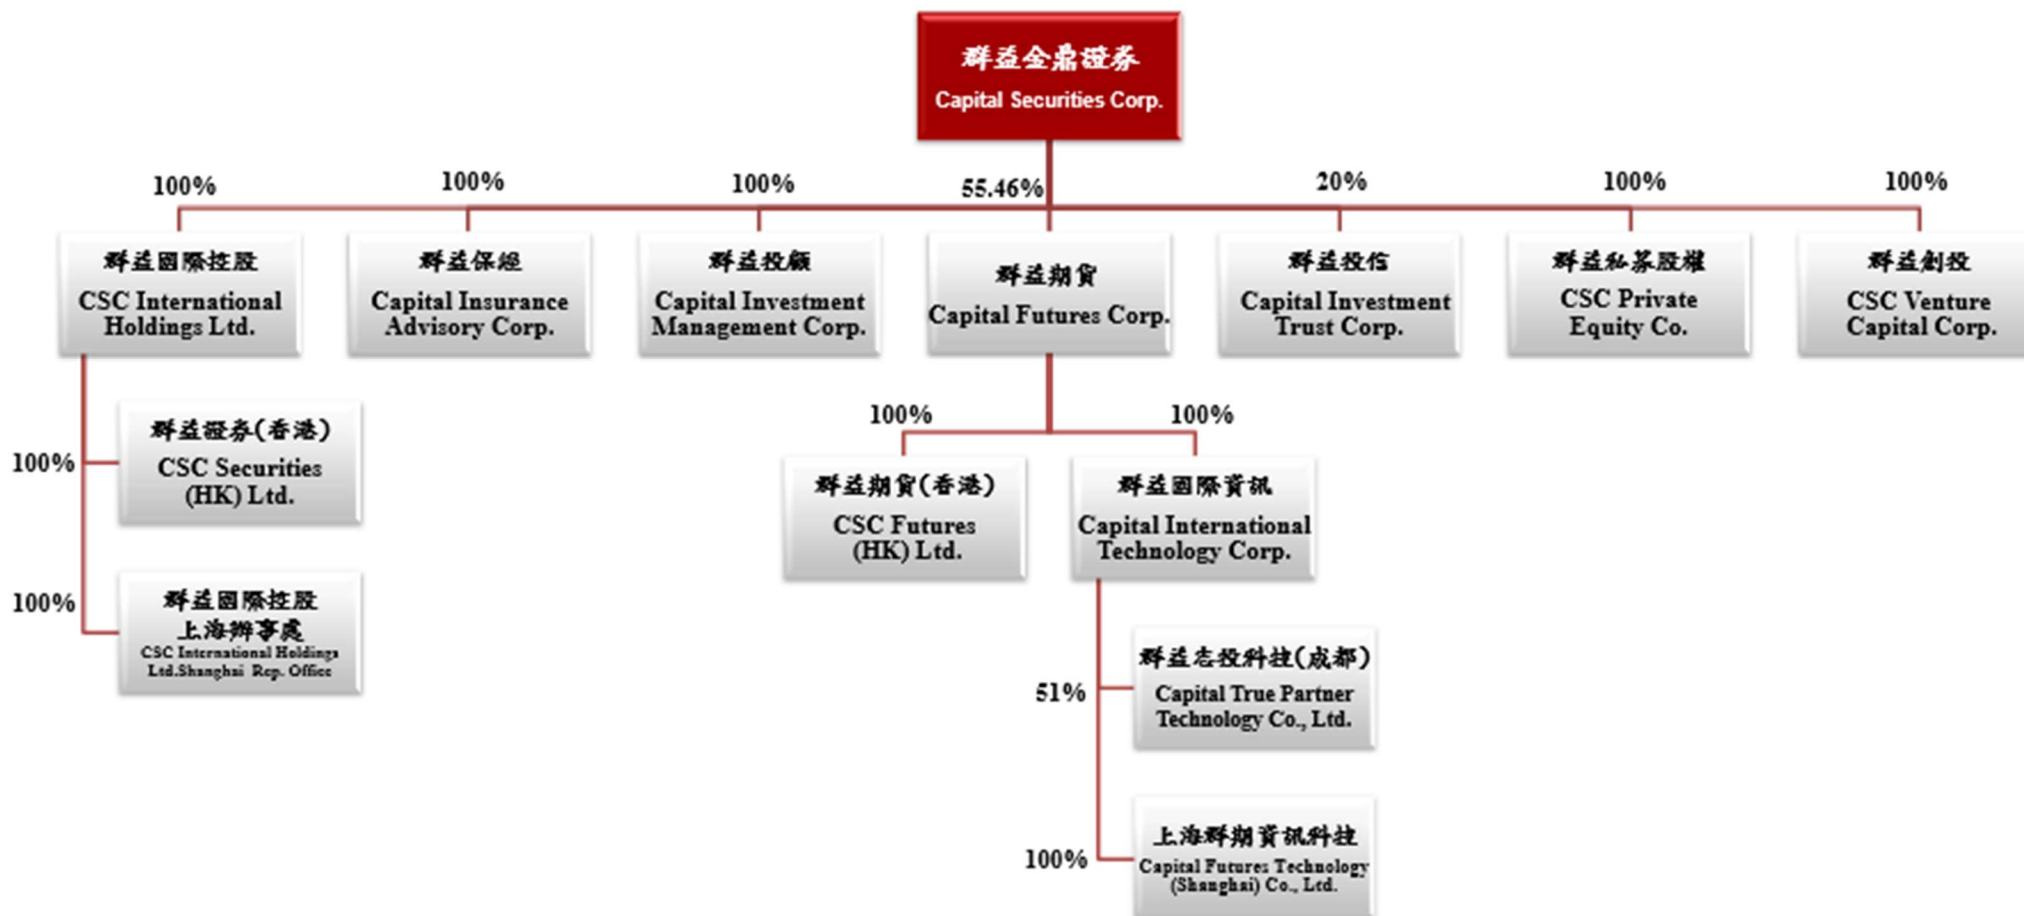 群益金鼎證券
Capital Securities Corp.
100%
100%
100%
55.46%
20%
100%
100%
群益國際控股
CSC International
Holdings Ltd.
群益保經
Capital Insurance
Advisory Corp.
群益投顧
Capital Investment
Management Corp.
群益期貨
Capital Futures Corp.
群益投信
Capital Investment
Trust Corp.
群益私募股權
CSC Private
Equity Co.
群益創投
CSC Venture
Capital Corp.
100%
群益證券(香港)
CSC Securities
(HK) Ltd.
100%
群益國際控股
上海辦事處
CSC International Holdings
Ltd.Shanghai Rep. Office
100%
100%
群益期貨(香港)
CSC Futures
(HK) Ltd.
群益國際資訊
Capital International
Technology Corp.
51%
群益志投科技(成都)
Capital True Partner
Technology Co., Ltd.
100%
上海群期資訊科技
Capital Futures Technology
(Shanghai) Co., Ltd.